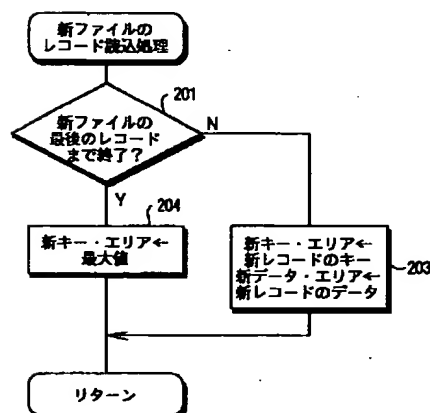 新ファイルの
レコード読込処理
201
新ファイルの
最後のレコード
まで終了？
N
Y
204
新キー・エリア←
最大値
新キー・エリア←
新レコードのキー
新データ・エリア←
新レコードのデータ
203
リターン